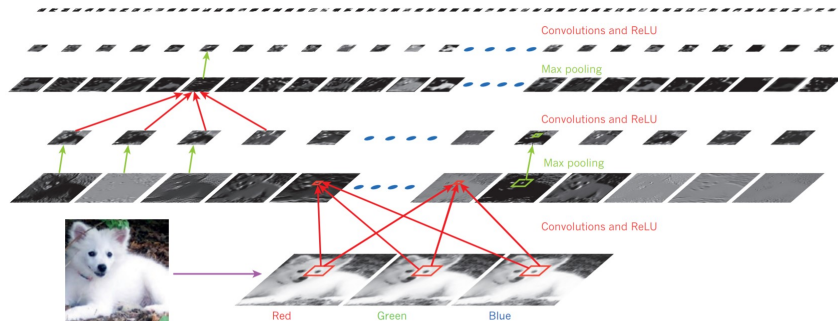 Convolutions and ReLU
Max pooling
Convolutions and ReLU
Max pooling
Convolutions and ReLU
Red
Green
Blue